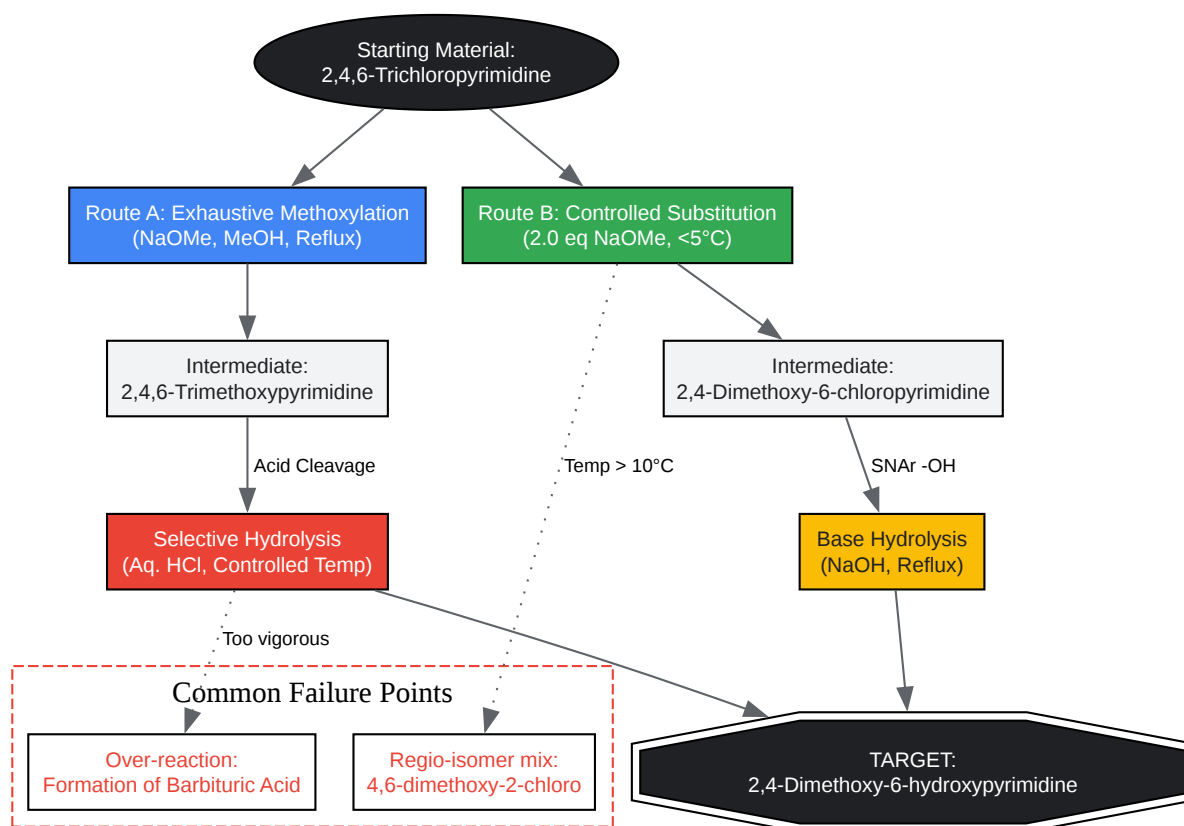 Starting Material:
2,4,6-Trichloropyrimidine
Route A: Exhaustive Methoxylation
(NaOMe, MeOH, Reflux)
Route B: Controlled Substitution
(2.0 eq NaOMe, <5°C)
Intermediate:
2,4,6-Trimethoxypyrimidine
Intermediate:
2,4-Dimethoxy-6-chloropyrimidine
Acid Cleavage
Temp > 10°C
SNAr -OH
Selective Hydrolysis
(Aq. HCl, Controlled Temp)
Base Hydrolysis
(NaOH, Reflux)
Too vigorous
Common Failure Points
Over-reaction:
Formation of Barbituric Acid
Regio-isomer mix:
4,6-dimethoxy-2-chloro
TARGET:
2,4-Dimethoxy-6-hydroxypyrimidine